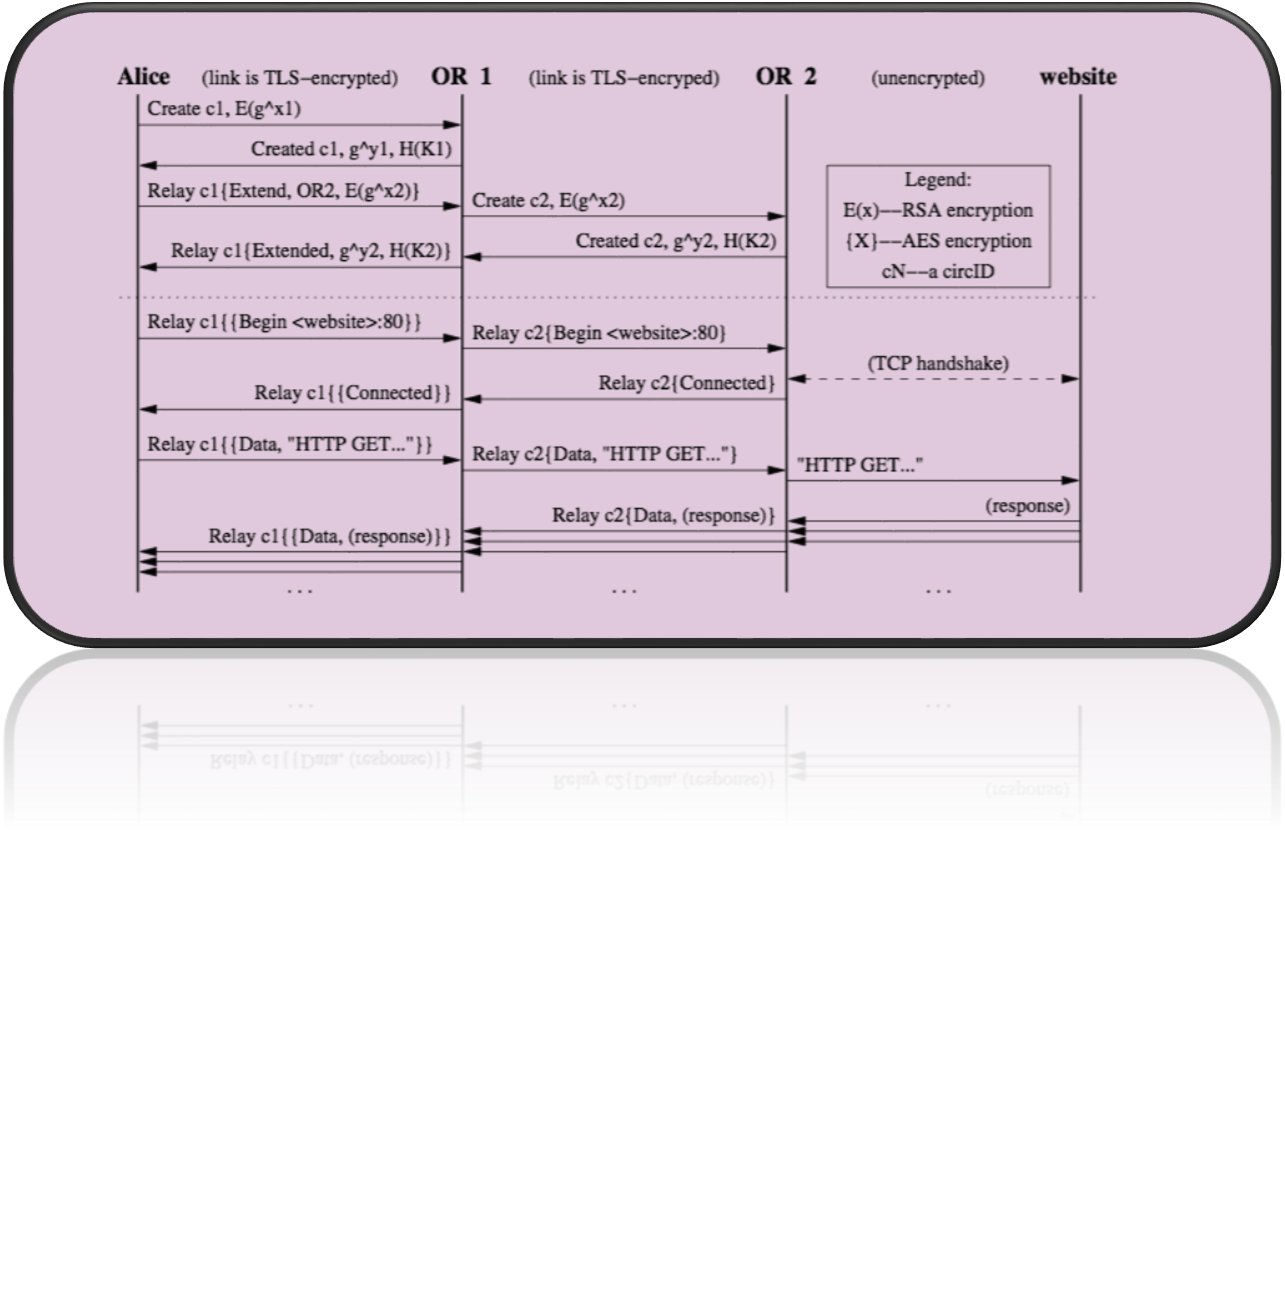 Alice (link is TLS−encrypted) OR 1 (link is TLS−encryped) OR 2 (unencrypted) website
Create c1, E(g^x1)
Created c1, g^y1, H(K1)
Relay c1{Extend, OR2, E(g^x2)}
Create c2, E(g^x2)
Created c2, g^y2, H(K2)
Relay c1{Extended, g^y2, H(K2)}
Legend:
E(x)−−RSA encryption
{X}−−AES encryption
cN−−a circID
Relay c1{{Begin <website>:80}}
Relay c2{Begin <website>:80}
(TCP handshake)
Relay c2{Connected}
Relay c1{{Connected}}
Relay c1{{Data, "HTTP GET..."}}
Relay c2{Data, "HTTP GET..."}
"HTTP GET..."
(response)
Relay c2{Data, (response)}
Relay c1{{Data, (response)}}
... ... ...